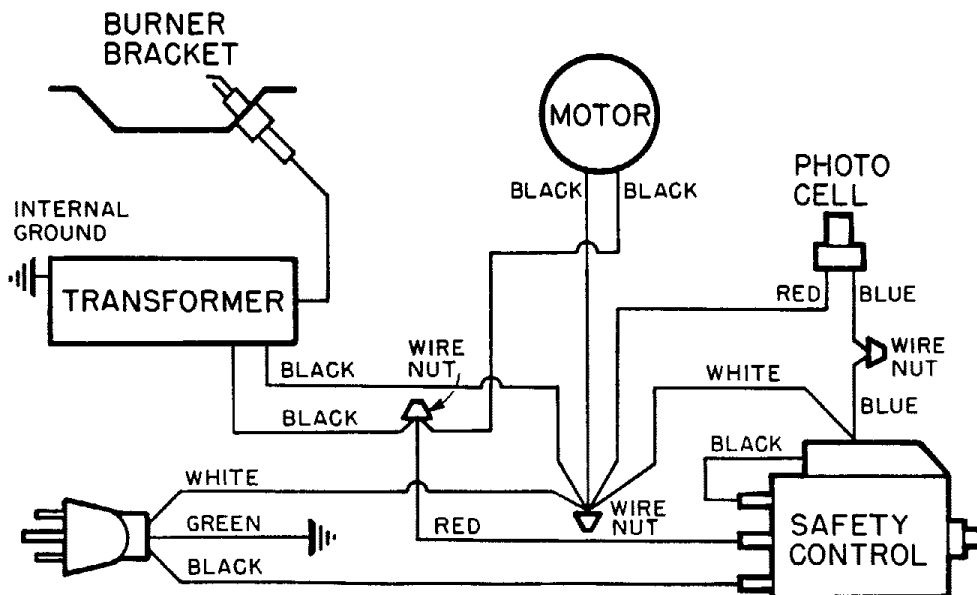 BURNER
BRACKET
MOTOR
BLACK
BLACK
PHOTO
CELL
INTERNAL
GROUND
TRANSFORMER
RED
BLUE
WIRE
NUT
WIRE
NUT
BLACK
WHITE
BLUE
BLACK
BLACK
WHITE
WIRE
NUT
GREEN
RED
SAFETY
CONTROL
BLACK